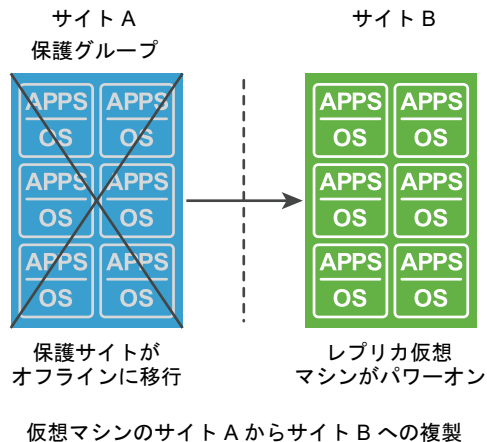 サイト A
保護グループ
サイト B
APPS APPS
OS OS
APPS APPS
OS OS
APPS APPS
OS OS
APPS APPS
OS OS
APPS APPS
OS OS
APPS APPS
OS OS
保護サイトが
オフラインに移行
レプリカ仮想
マシンがパワーオン
仮想マシンのサイト A からサイト B への複製